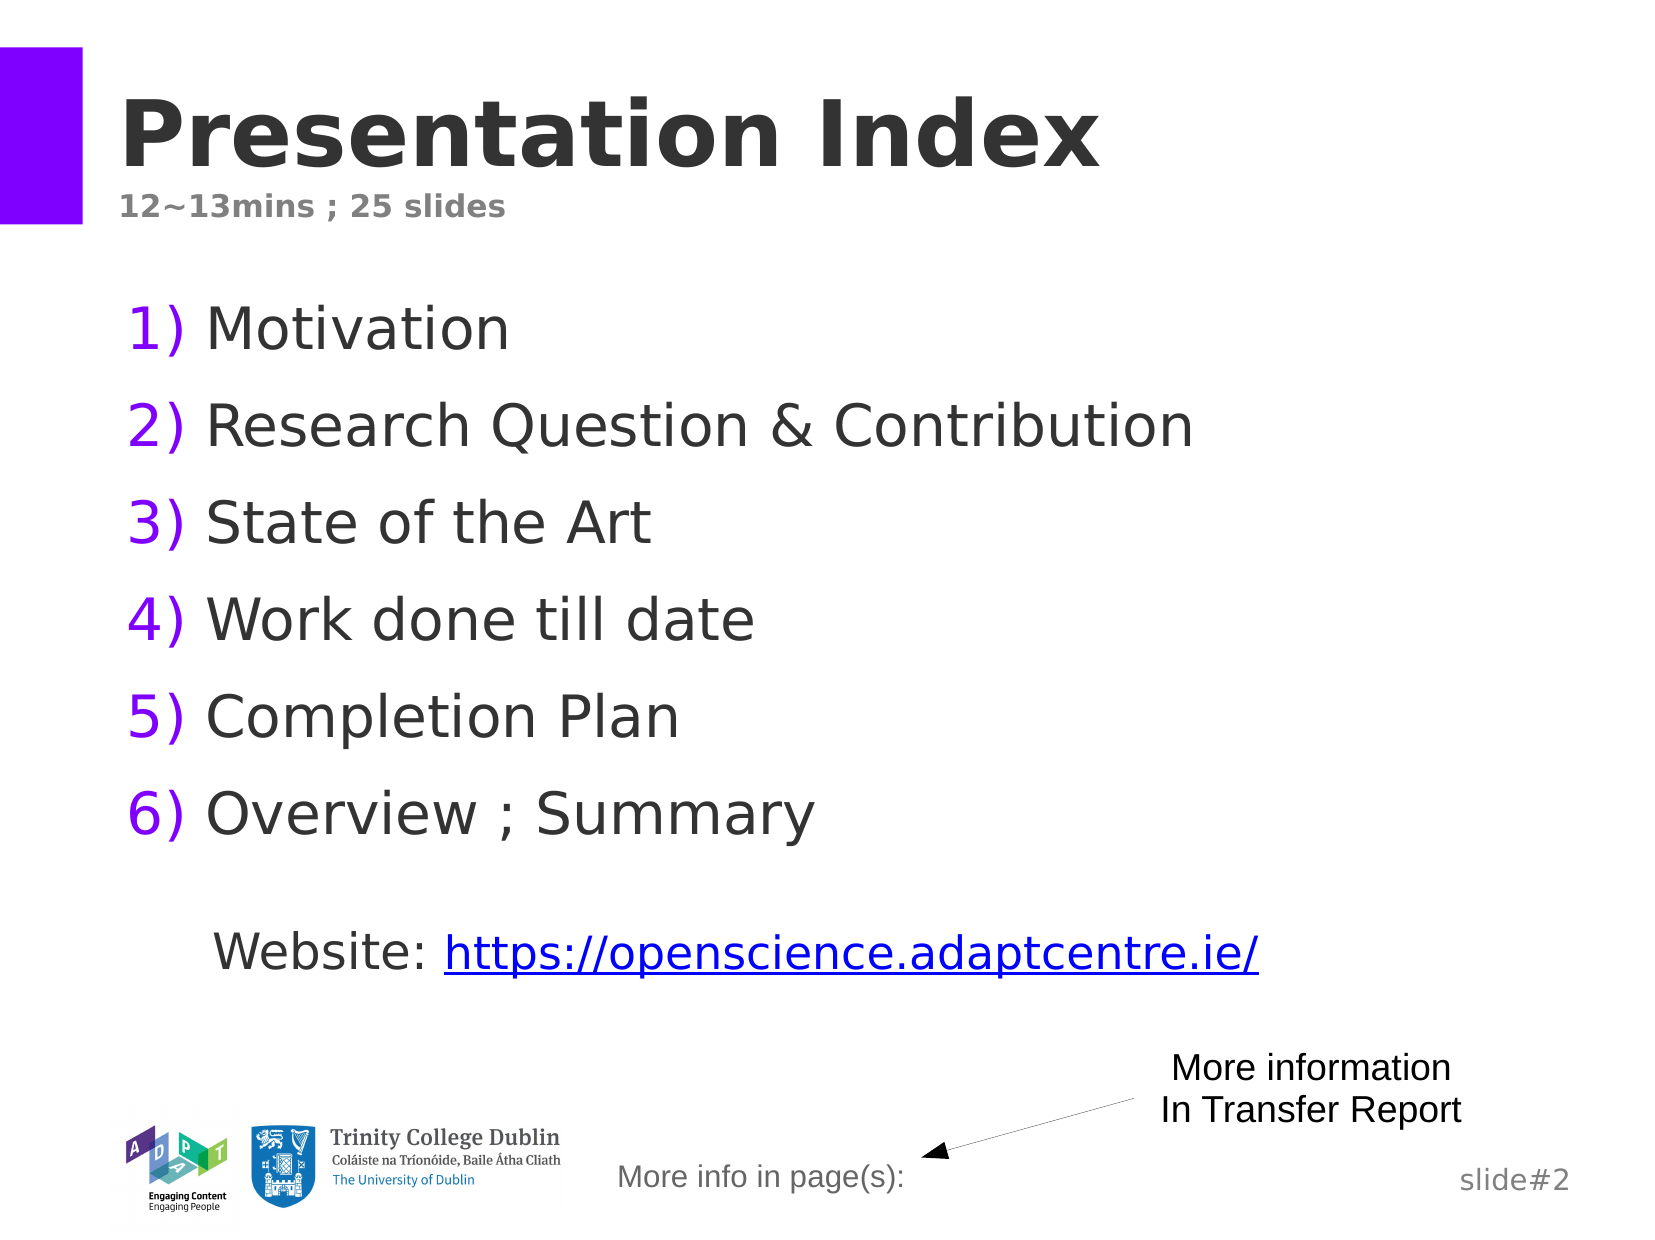 Presentation Index
12~13mins ; 25 slides
1) Motivation
2) Research Question & Contribution
3) State of the Art
4) Work done till date
5) Completion Plan
6) Overview ; Summary
Website: https://openscience.adaptcentre.ie/
More information
In Transfer Report
ADAPT
Engaging Content
Engaging People
Trinity College Dublin
Coláiste na Tríonóide, Baile Átha Cliath
The University of Dublin
More info in page(s):
slide#2